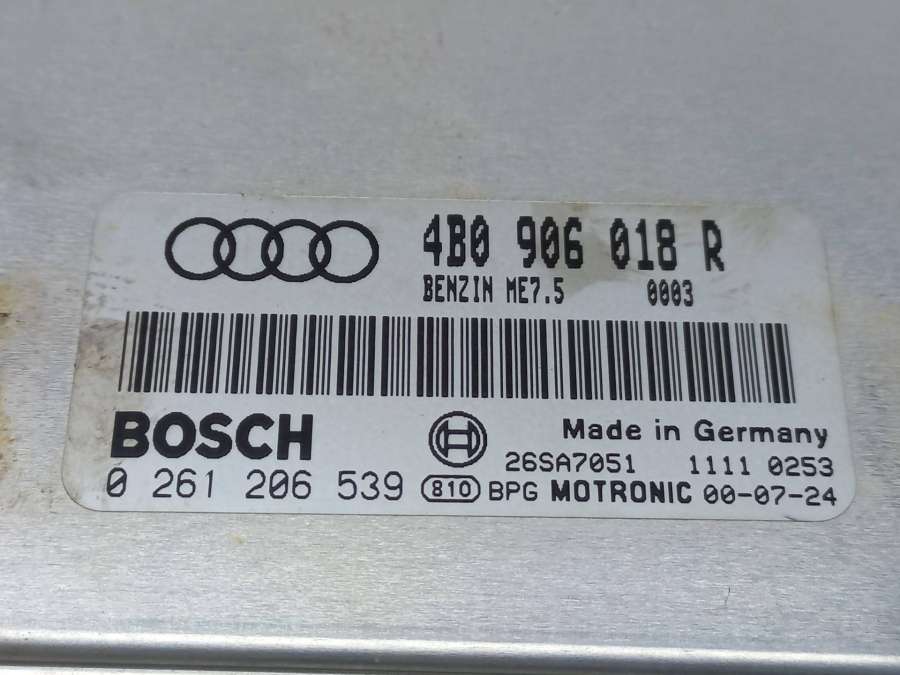 4B0 906 018 R
BENZIN ME7.5 0003
BOSCH
Made in Germany
26SA7051 1111 0253
0 261 206 539 810 BPG MOTRONIC 00-07-24